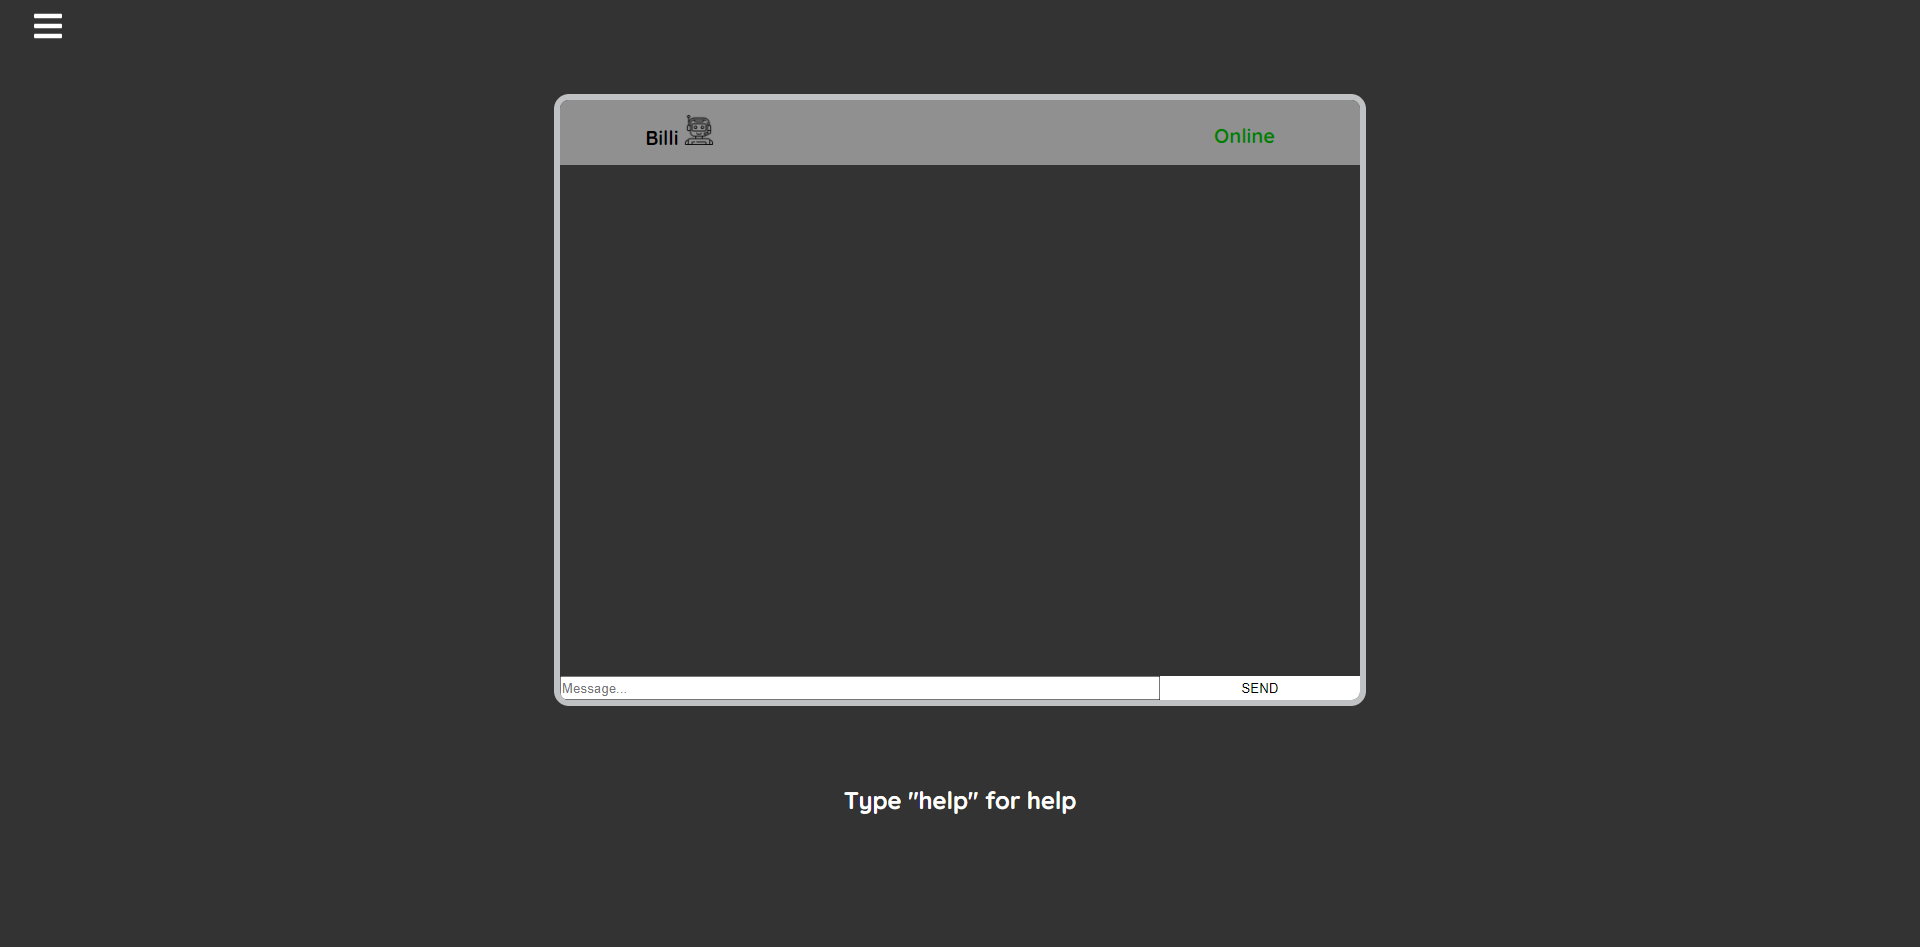 Billi
Online
Message...
SEND
Type "help" for help